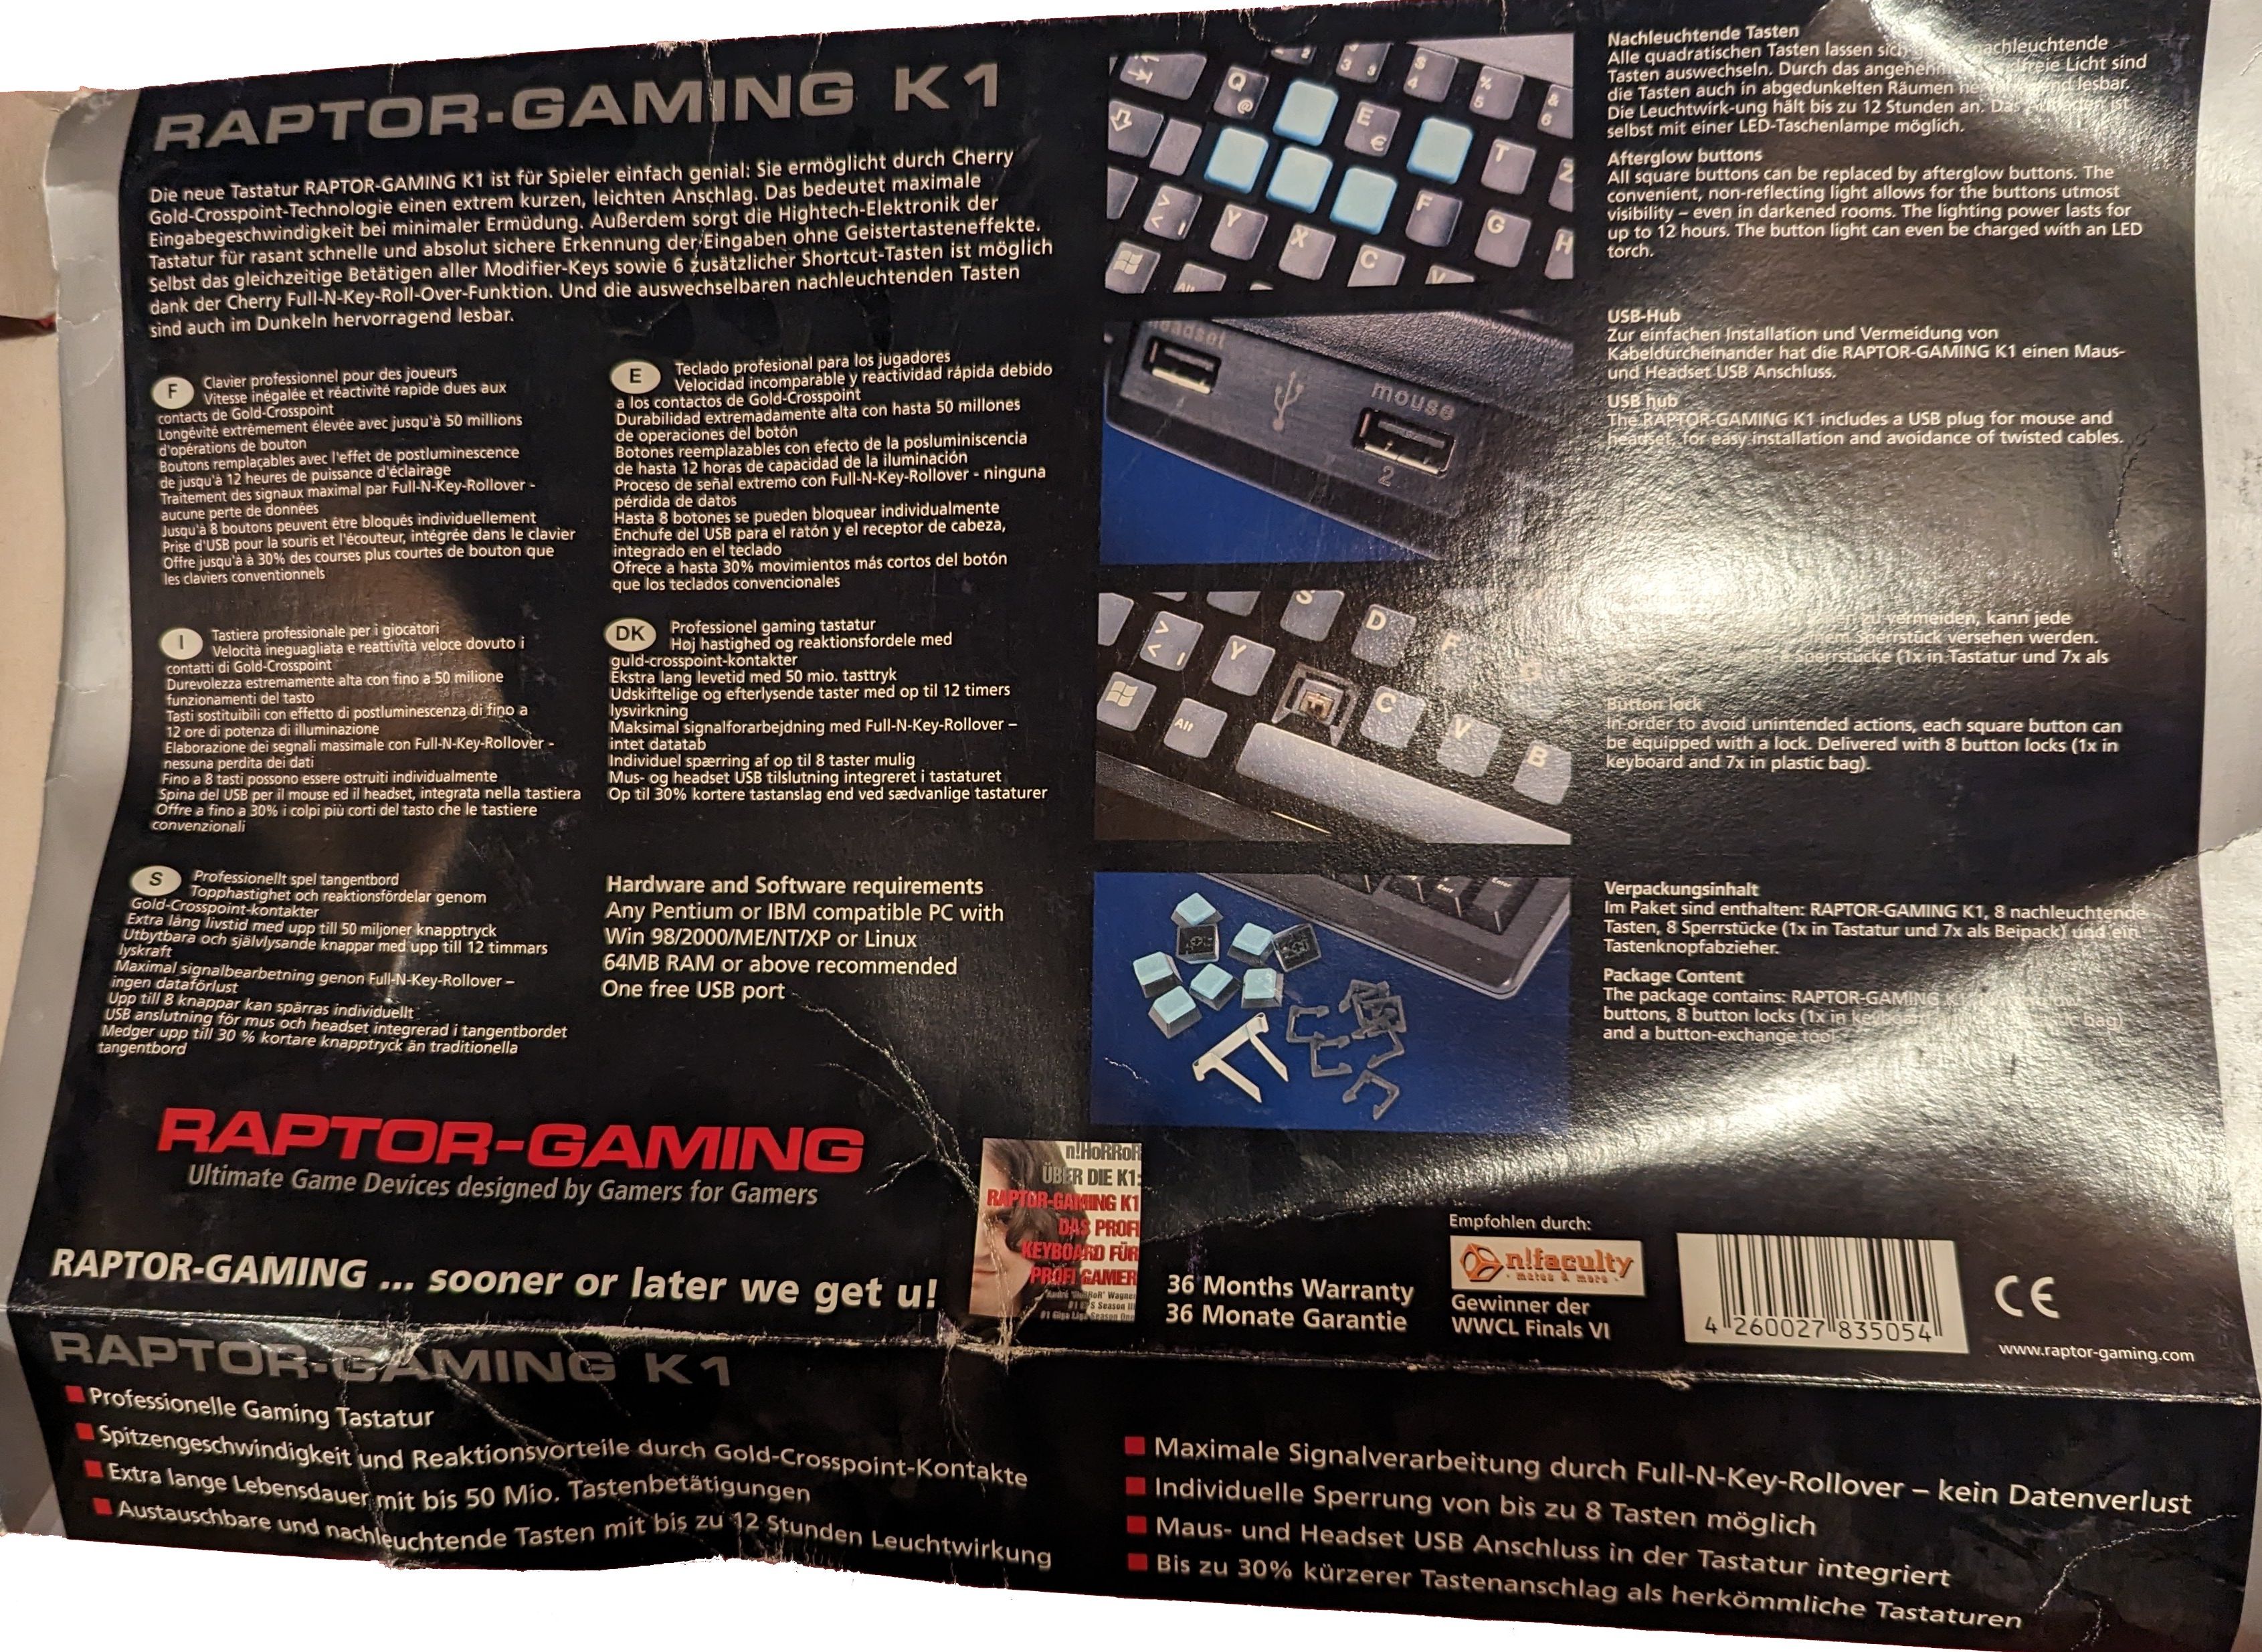 RAPTOR-GAMING K1
Die neue Tastatur RAPTOR-GAMING K1 ist für Spieler einfach genial: Sie ermöglicht durch Cherry
Gold-Crosspoint-Technologie einen extrem kurzen, leichten Anschlag. Das bedeutet maximale
Eingabegeschwindigkeit bei minimaler Ermüdung. Außerdem sorgt die Hightech-Elektronik der
Tastatur für rasant schnelle und absolut sichere Erkennung der Eingaben ohne Geistertasteneffekte.
Selbst das gleichzeitige Betätigen aller Modifier-Keys sowie 6 zusätzlicher Shortcut-Tasten ist möglich
dank der Cherry Full-N-Key-Roll-Over-Funktion. Und die auswechselbaren nachleuchtenden Tasten
sind auch im Dunkeln hervorragend lesbar.
F Clavier professionnel pour des joueurs
Vitesse inégalée et réactivité rapide dues aux
contacts de Gold-Crosspoint
Longévité extrêmement élevée avec jusqu'à 50 millions
d'opérations de bouton
Boutons remplaçables avec l'effet de postluminescence
de jusqu'à 12 heures de puissance d'éclairage
Traitement des signaux maximal par Full-N-Key-Rollover -
aucune perte de données
Jusqu'à 8 boutons peuvent être bloqués individuellement
Prise d'USB pour la souris et l'écouteur, intégrée dans le clavier
Offre jusqu'à à 30% des courses plus courtes de bouton que
les claviers conventionnels
E Teclado profesional para los jugadores
Velocidad incomparable y reactividad rápida debido
a los contactos de Gold-Crosspoint
Durabilidad extremadamente alta con hasta 50 millones
de operaciones del botón
Botones reemplazables con efecto de la posluminiscencia
de hasta 12 horas de capacidad de la iluminación
Proceso de señal extremo con Full-N-Key-Rollover - ninguna
pérdida de datos
Hasta 8 botones se pueden bloquear individualmente
Enchufe del USB para el ratón y el receptor de cabeza,
integrado en el teclado
Ofrece a hasta 30% movimientos más cortos del botón
que los teclados convencionales
I Tastiera professionale per i giocatori
Velocità ineguagliata e reattività veloce dovuto i
contatti di Gold-Crosspoint
Durevolezza estremamente alta con fino a 50 milione
funzionamenti del tasto
Tasti sostituibili con effetto di postluminescenza di fino a
12 ore di potenza di illuminazione
Elaborazione dei segnali massimale con Full-N-Key-Rollover -
nessuna perdita dei dati
Fino a 8 tasti possono essere ostruiti individualmente
Spina del USB per il mouse ed il headset, integrata nella tastiera
Offre a fino a 30% i colpi più corti del tasto che le tastiere
convenzionali
DK Professionel gaming tastatur
Høj hastighed og reaktionsfordele med
guld-crosspoint-kontakter
Ekstra lang levetid med 50 mio. tasttryk
Udskiftelige og efterlysende taster med op til 12 timers
lysvirkning
Maksimal signalforarbejdning med Full-N-Key-Rollover –
intet datatab
Individuel spærring af op til 8 taster mulig
Mus- og headset USB tilslutning integreret i tastaturet
Op til 30% kortere tastanslag end ved sædvanlige tastaturer
S Professionellt spel tangentbord
Topphastighet och reaktionsfördelar genom
Gold-Crosspoint-kontakter
Extra lång livstid med upp till 50 miljoner knapptryck
Utbytbara och självlysande knappar med upp till 12 timmars
lyskraft
Maximal signalbearbetning genon Full-N-Key-Rollover –
ingen dataförlust
Upp till 8 knappar kan spärras individuellt
USB anslutning för mus och headset integrerad i tangentbordet
Medger upp till 30 % kortare knapptryck än traditionella
tangentbord
Hardware and Software requirements
Any Pentium or IBM compatible PC with
Win 98/2000/ME/NT/XP or Linux
64MB RAM or above recommended
One free USB port
RAPTOR-GAMING
Ultimate Game Devices designed by Gamers for Gamers
RAPTOR-GAMING ... sooner or later we get u!
Nachleuchtende Tasten
Alle quadratischen Tasten lassen sich nachleuchtende
Tasten auswechseln. Durch das angenehm freie Licht sind
die Tasten auch in abgedunkelten Räumen lesbar.
Die Leuchtwirk-ung hält bis zu 12 Stunden an. Das Aufladen ist
selbst mit einer LED-Taschenlampe möglich.
Afterglow buttons
All square buttons can be replaced by afterglow buttons. The
convenient, non-reflecting light allows for the buttons utmost
visibility – even in darkened rooms. The lighting power lasts for
up to 12 hours. The button light can even be charged with an LED
torch.
headset
1
mouse
2
USB-Hub
Zur einfachen Installation und Vermeidung von
Kabeldurcheinander hat die RAPTOR-GAMING K1 einen Maus-
und Headset USB Anschluss.
USB hub
The RAPTOR-GAMING K1 includes a USB plug for mouse and
headset, for easy installation and avoidance of twisted cables.
zu vermeiden, kann jede
Sperrstück versehen werden.
Sperrstücke (1x in Tastatur und 7x als
Button lock
In order to avoid unintended actions, each square button can
be equipped with a lock. Delivered with 8 button locks (1x in
keyboard and 7x in plastic bag).
Verpackungsinhalt
Im Paket sind enthalten: RAPTOR-GAMING K1, 8 nachleuchtende
Tasten, 8 Sperrstücke (1x in Tastatur und 7x als Beipack) und ein
Tastenknopfabzieher.
Package Content
The package contains: RAPTOR-GAMING K1,
buttons, 8 button locks (1x in keyboard bag)
and a button-exchange tool.
n!HoRRoR
ÜBER DIE K1:
RAPTOR-GAMING K1
DAS PROFI
KEYBOARD FÜR
PROFI GAMER
36 Months Warranty
36 Monate Garantie
Empfohlen durch:
n!faculty
- mates & more -
Gewinner der
WWCL Finals VI
4 260027 835054
CE
www.raptor-gaming.com
RAPTOR-GAMING K1
Professionelle Gaming Tastatur
Spitzengeschwindigkeit und Reaktionsvorteile durch Gold-Crosspoint-Kontakte
Extra lange Lebensdauer mit bis 50 Mio. Tastenbetätigungen
Austauschbare und nachleuchtende Tasten mit bis zu 12 Stunden Leuchtwirkung
Maximale Signalverarbeitung durch Full-N-Key-Rollover – kein Datenverlust
Individuelle Sperrung von bis zu 8 Tasten möglich
Maus- und Headset USB Anschluss in der Tastatur integriert
Bis zu 30% kürzerer Tastenanschlag als herkömmliche Tastaturen